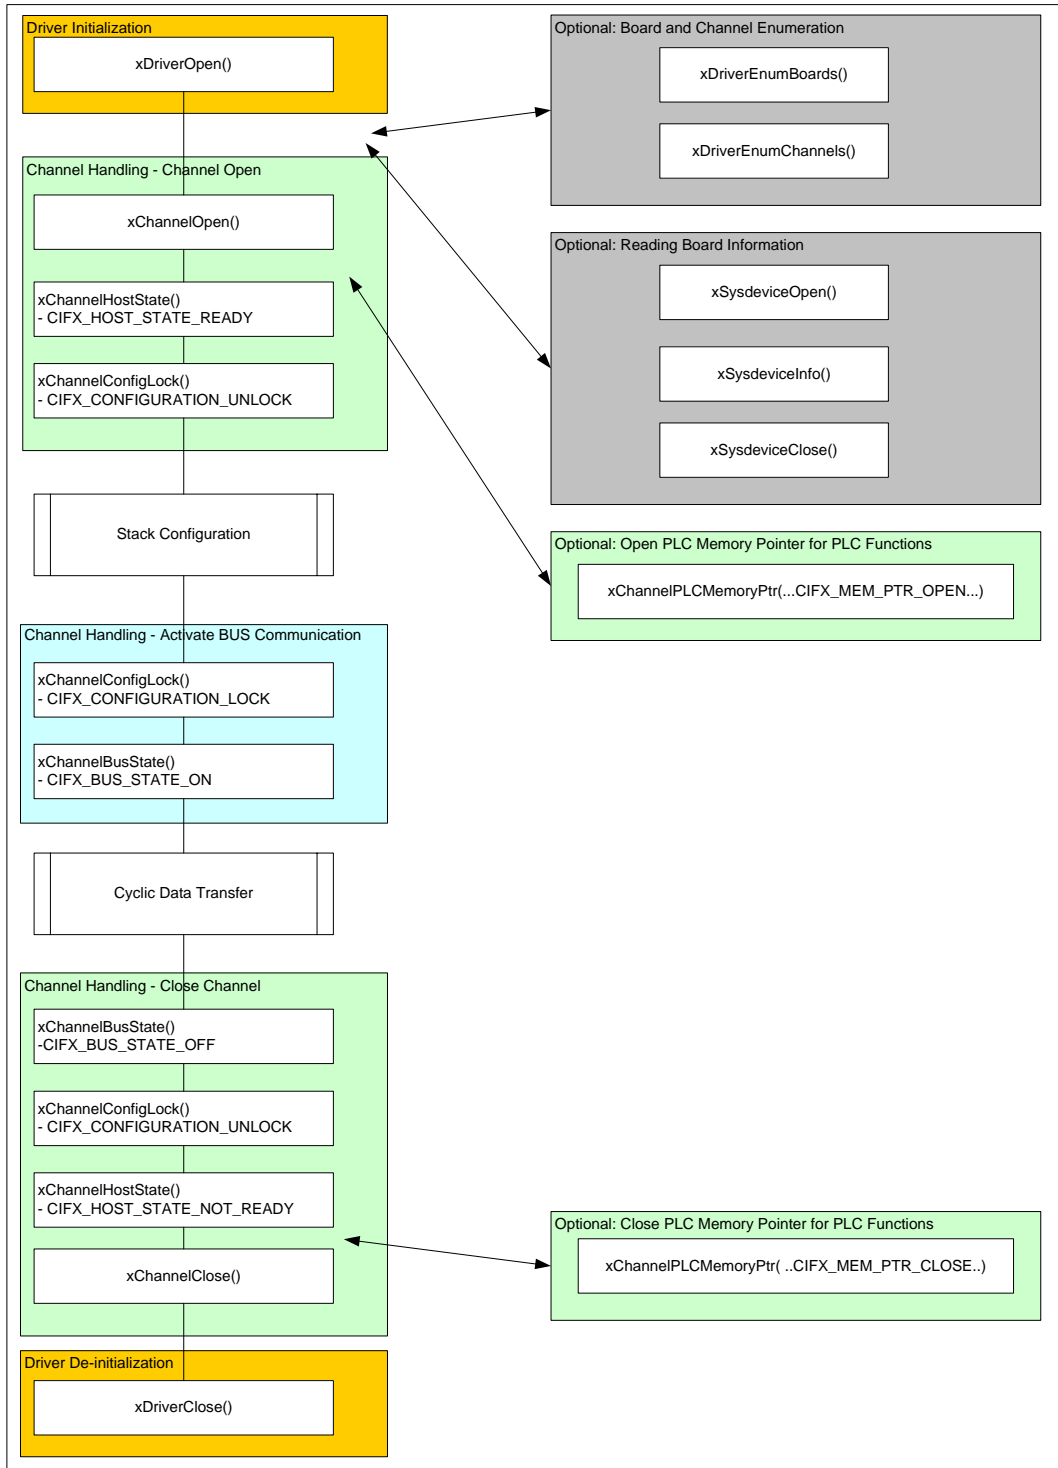 Driver Initialization
xDriverOpen()
Optional: Board and Channel Enumeration
xDriverEnumBoards()
xDriverEnumChannels()
Channel Handling - Channel Open
xChannelOpen()
xChannelHostState()
- CIFX_HOST_STATE_READY
xChannelConfigLock()
- CIFX_CONFIGURATION_UNLOCK
Optional: Reading Board Information
xSysdeviceOpen()
xSysdeviceInfo()
xSysdeviceClose()
Stack Configuration
Optional: Open PLC Memory Pointer for PLC Functions
xChannelPLCMemoryPtr(...CIFX_MEM_PTR_OPEN...)
Channel Handling - Activate BUS Communication
xChannelConfigLock()
- CIFX_CONFIGURATION_LOCK
xChannelBusState()
- CIFX_BUS_STATE_ON
Cyclic Data Transfer
Channel Handling - Close Channel
xChannelBusState()
-CIFX_BUS_STATE_OFF
xChannelConfigLock()
- CIFX_CONFIGURATION_UNLOCK
xChannelHostState()
- CIFX_HOST_STATE_NOT_READY
xChannelClose()
Optional: Close PLC Memory Pointer for PLC Functions
xChannelPLCMemoryPtr( ..CIFX_MEM_PTR_CLOSE..)
Driver De-initialization
xDriverClose()